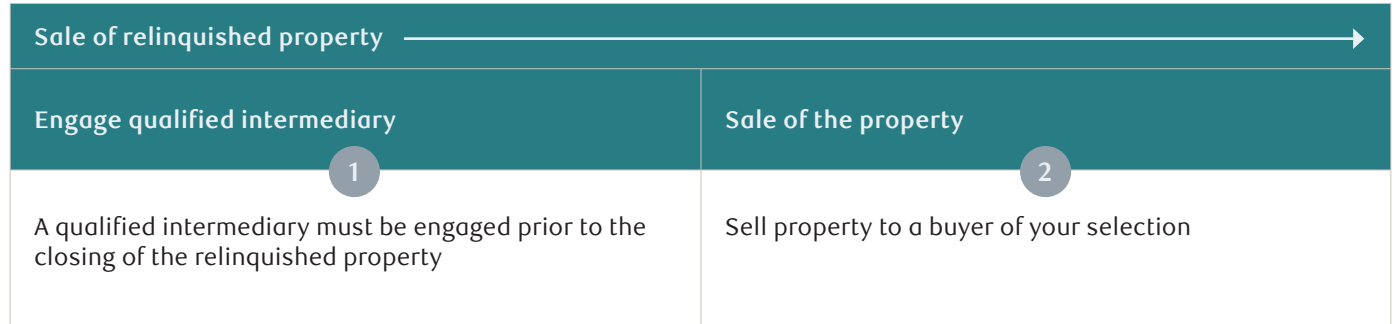 Sale of relinquished property
Engage qualified intermediary
Sale of the property
1
2
A qualified intermediary must be engaged prior to the
closing of the relinquished property
Sell property to a buyer of your selection